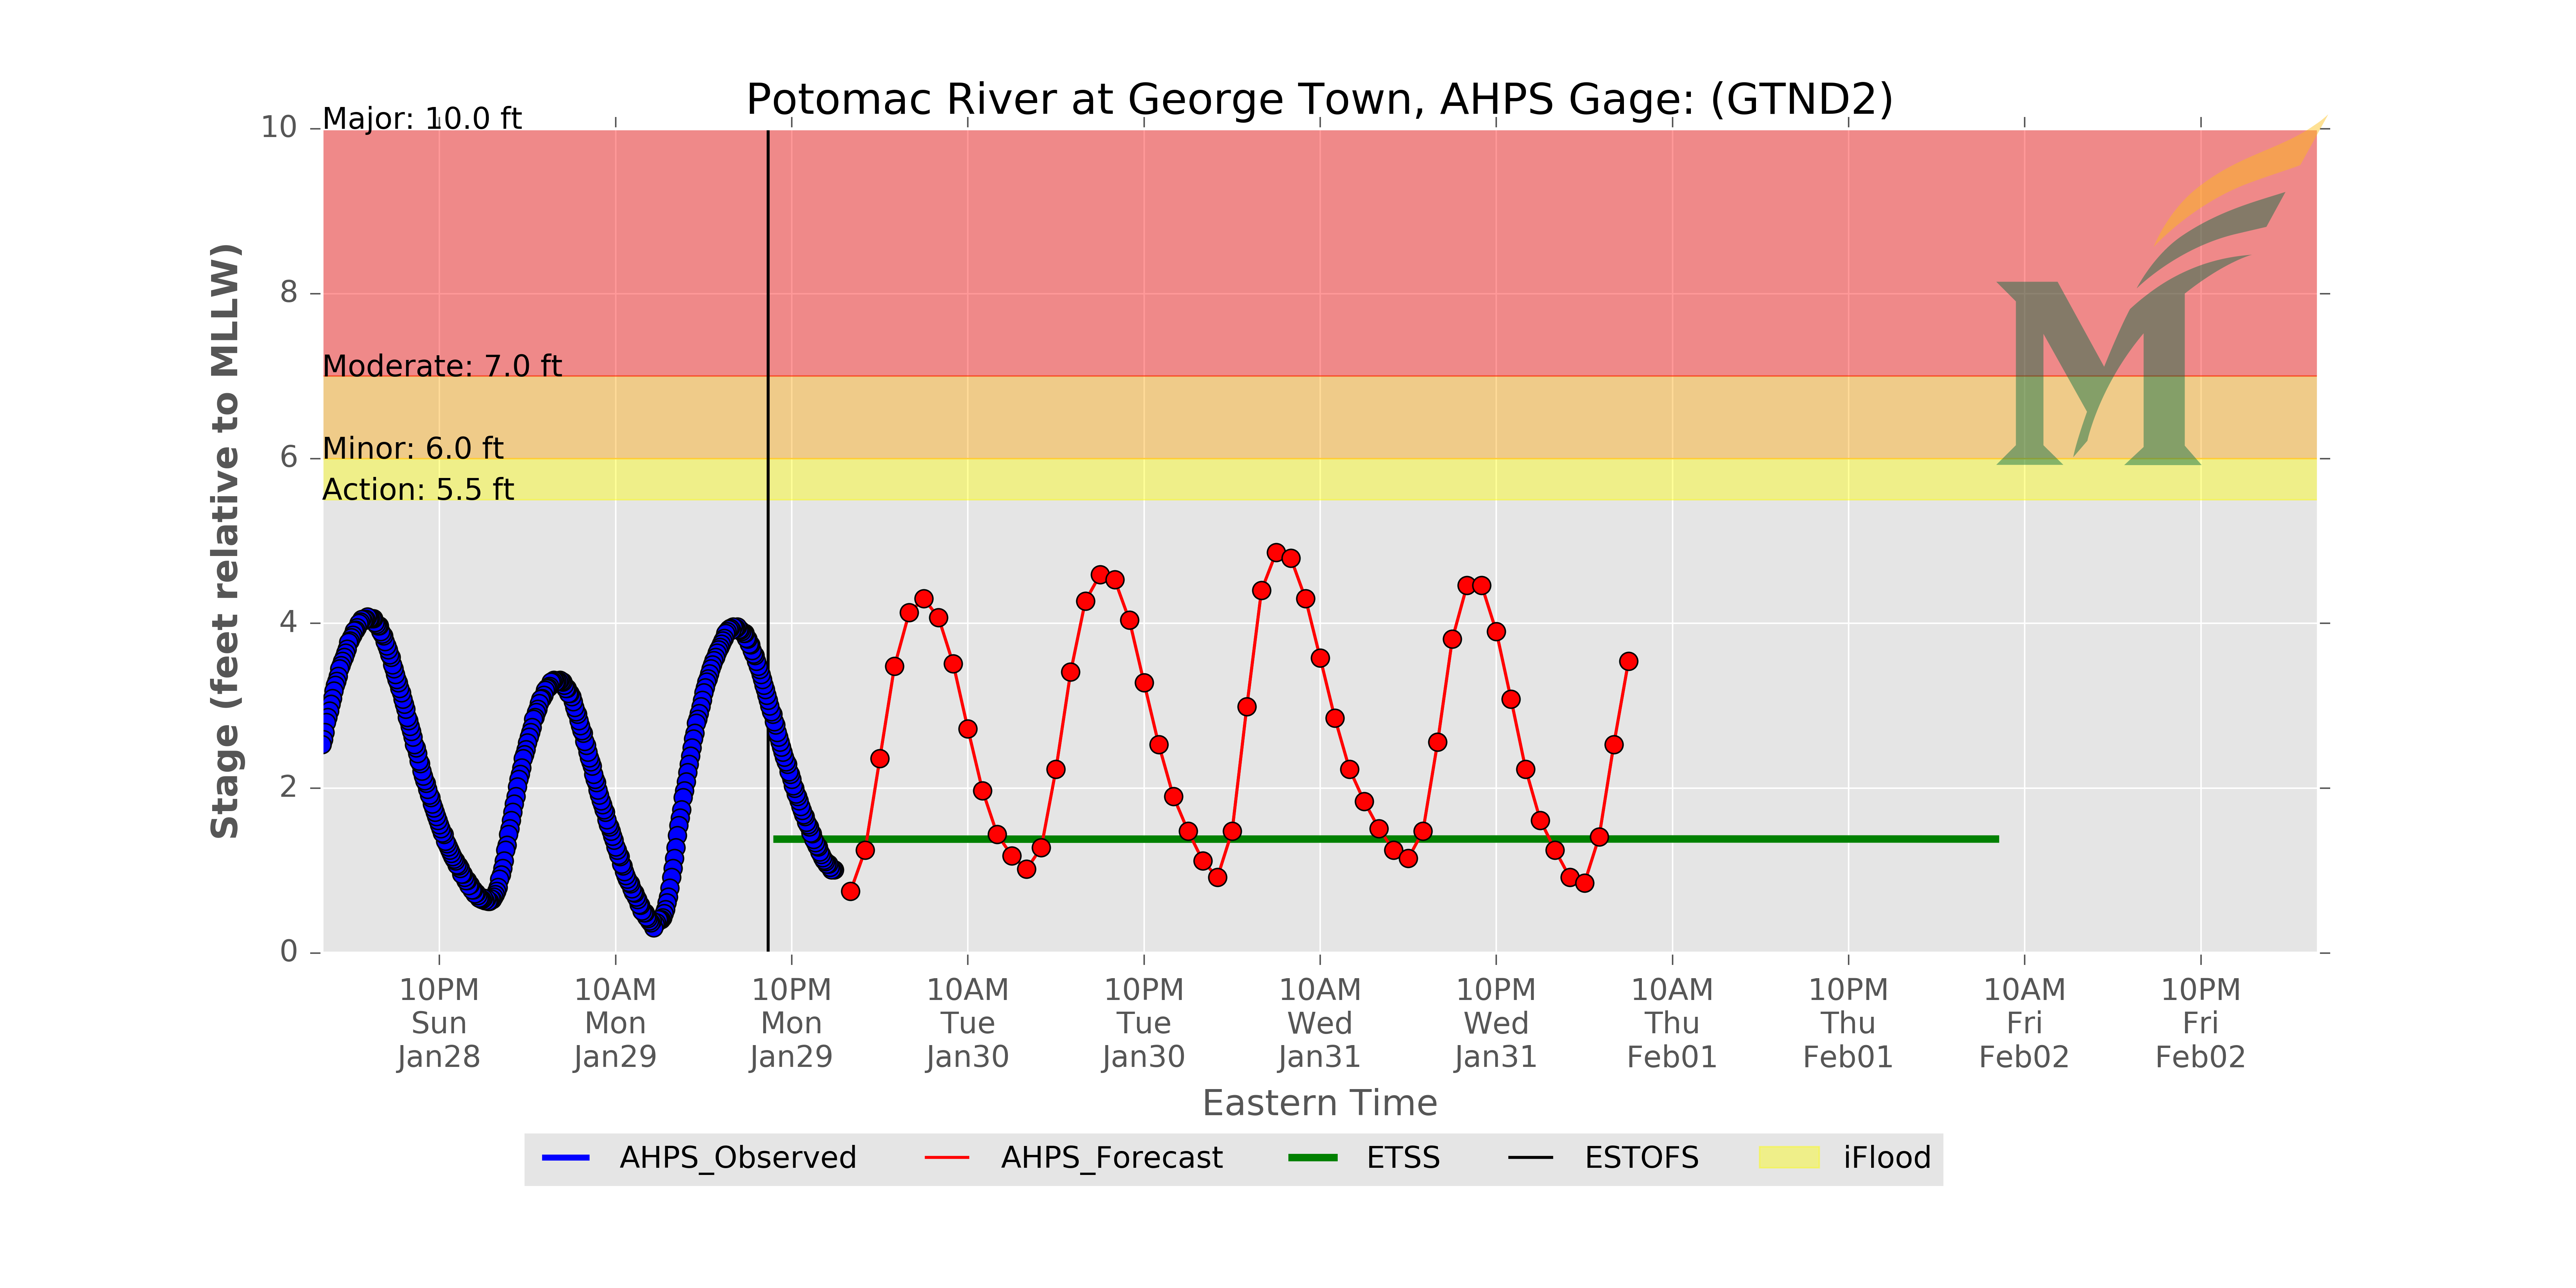 Potomac River at George Town, AHPS Gage: (GTND2)
Major: 10.0 ft
Moderate: 7.0 ft
Minor: 6.0 ft
Action: 5.5 ft
Stage (feet relative to MLLW)
10
8
6
4
2
0
10PM Sun Jan28
10AM Mon Jan29
10PM Mon Jan29
10AM Tue Jan30
10PM Tue Jan30
10AM Wed Jan31
10PM Wed Jan31
10AM Thu Feb01
10PM Thu Feb01
10AM Fri Feb02
10PM Fri Feb02
Eastern Time
AHPS_Observed AHPS_Forecast ETSS ESTOFS iFlood
M